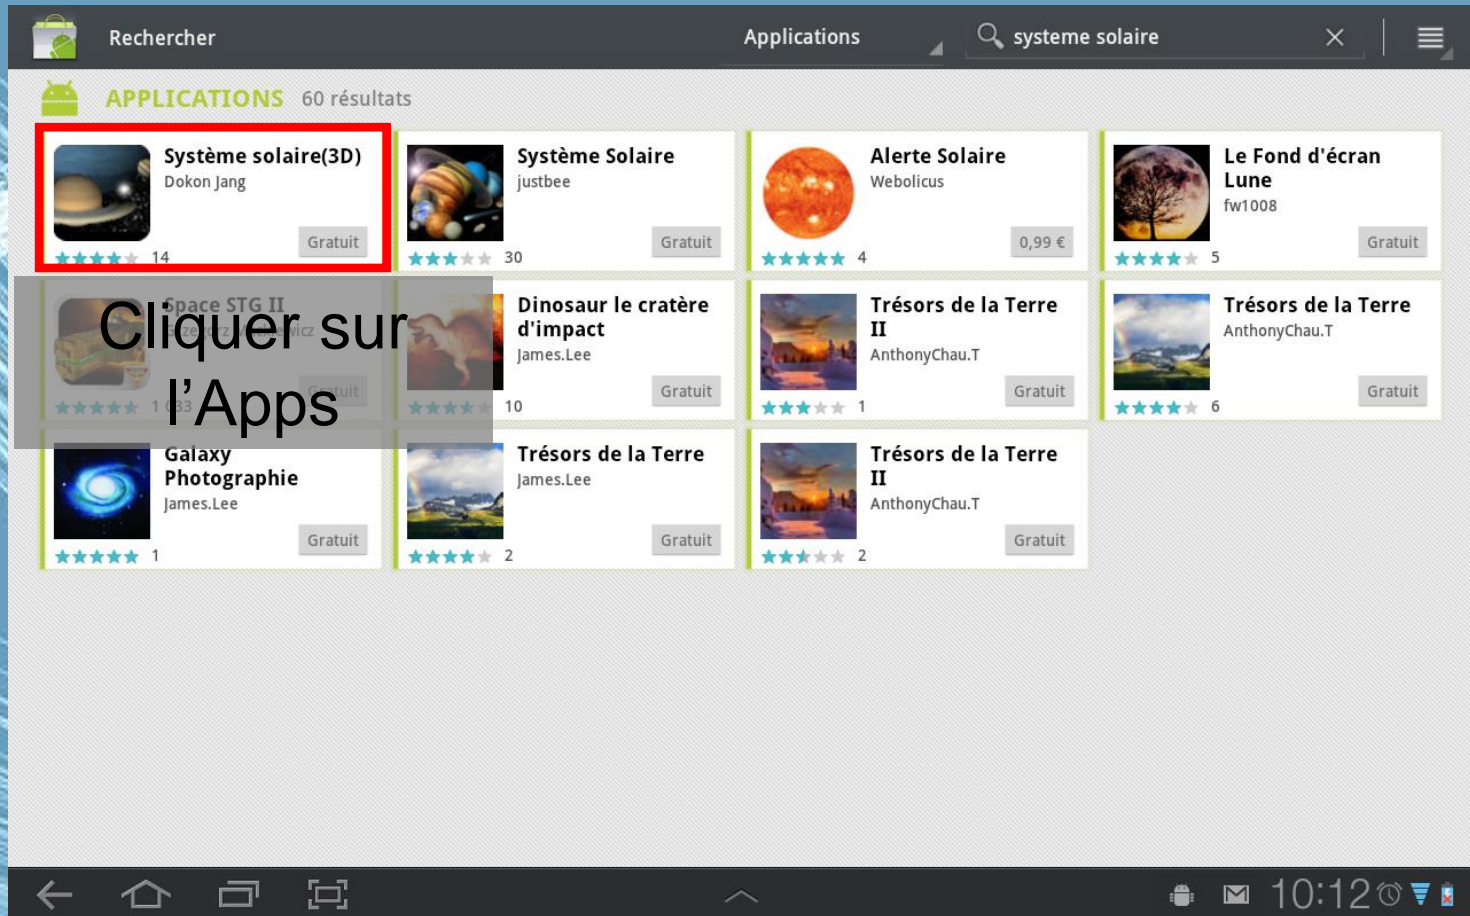 Rechercher
Applications
systeme solaire
APPLICATIONS 60 résultats
Système solaire(3D)
Dokon Jang
Gratuit
14
Système Solaire
justbee
Gratuit
30
Alerte Solaire
Webolicus
0,99 €
4
Le Fond d'écran
Lune
fw1008
Gratuit
5
Cliquer sur
l'Apps
Space STG II
Gratuit
1 033
Dinosaur le cratère
d'impact
James.Lee
Gratuit
10
Trésors de la Terre
II
AnthonyChau.T
Gratuit
1
Trésors de la Terre
AnthonyChau.T
Gratuit
6
Galaxy
Photographie
James.Lee
Gratuit
1
Trésors de la Terre
James.Lee
Gratuit
2
Trésors de la Terre
II
AnthonyChau.T
Gratuit
2
10:12